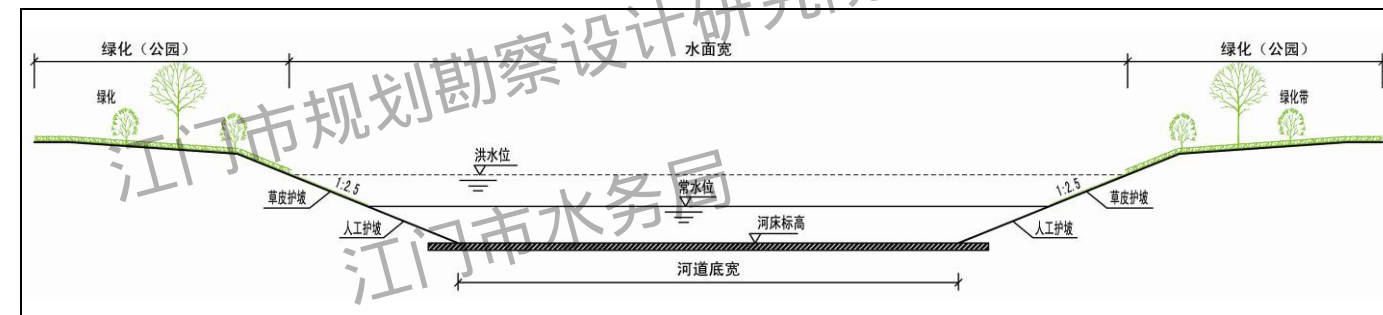 绿化（公园）
水面宽
绿化（公园）
绿化
绿化带
洪水位
1:2.5
常水位
1:2.5
草皮护坡
草皮护坡
人工护坡
河床标高
人工护坡
河道底宽
江门市规划勘察设计研究院
江门市水务局